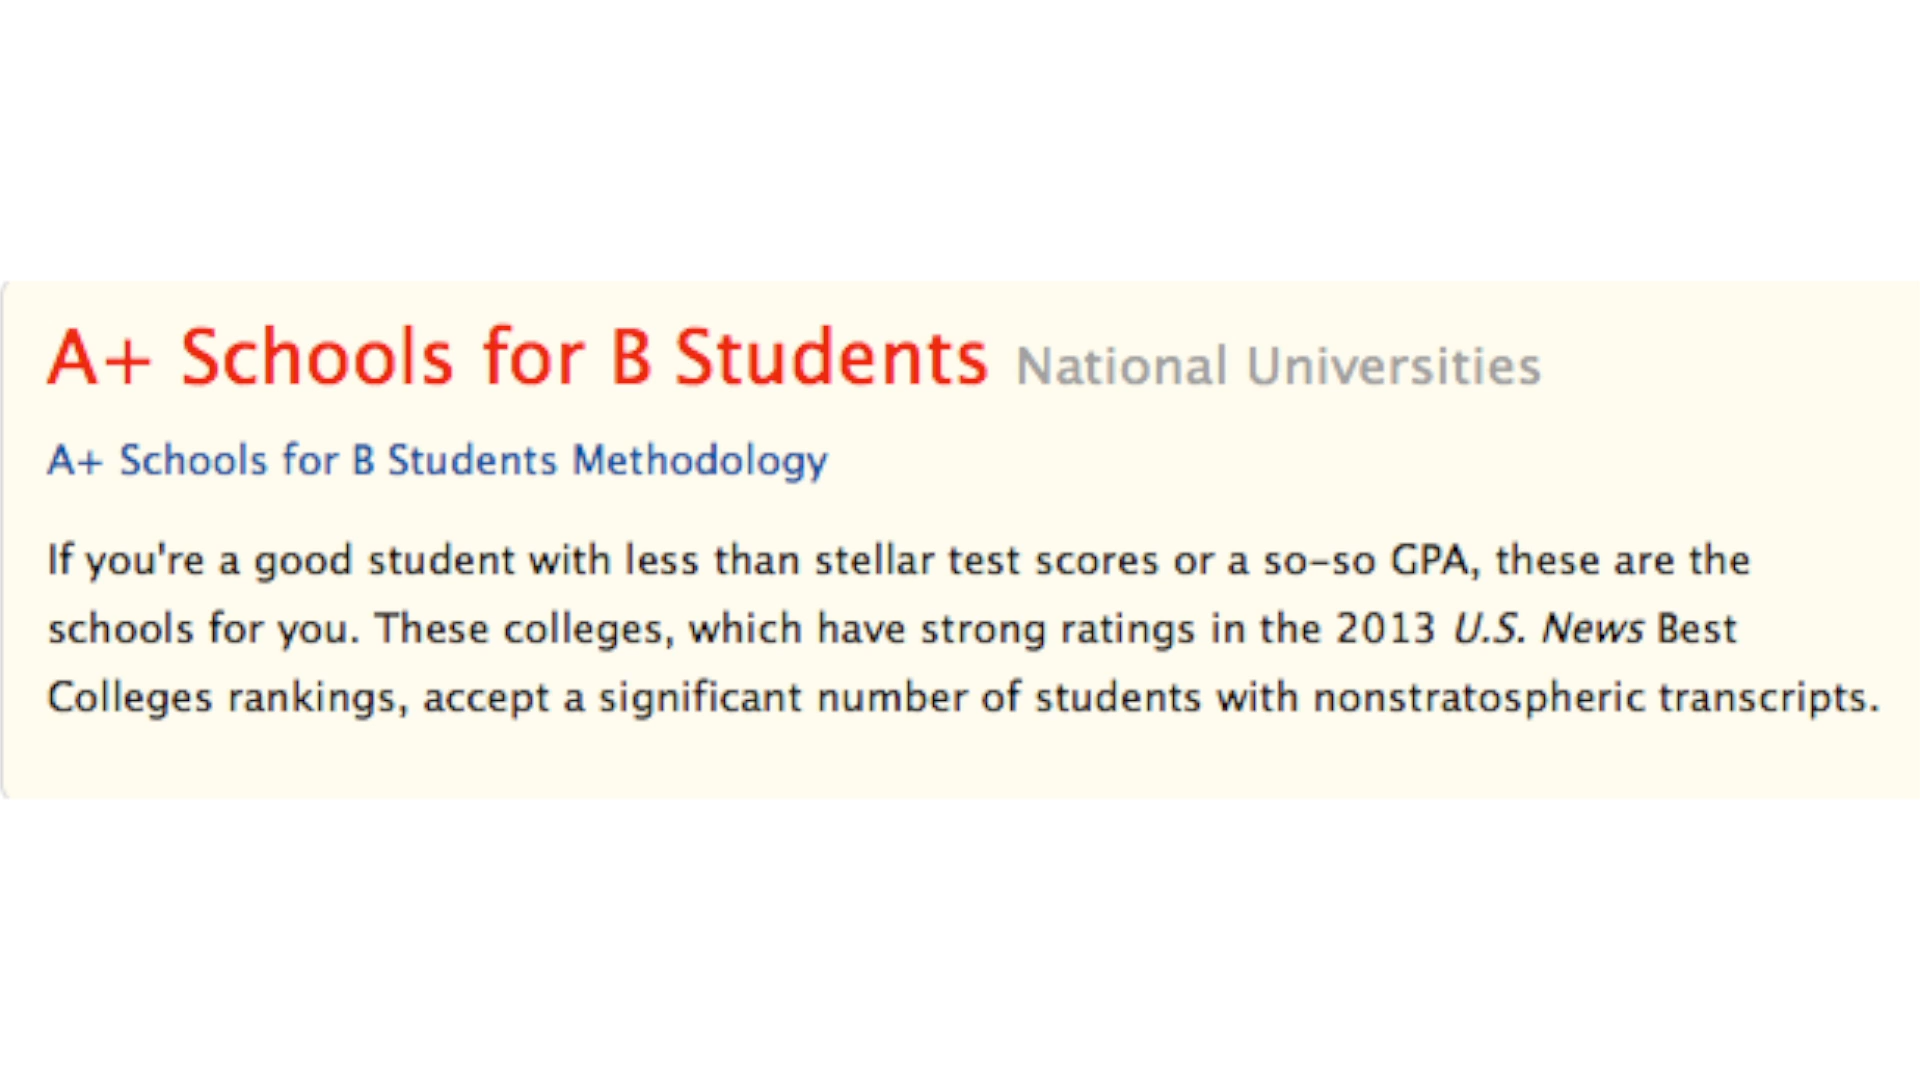 A+ Schools for B Students National Universities
A+ Schools for B Students Methodology
If you're a good student with less than stellar test scores or a so-so GPA, these are the
schools for you. These colleges, which have strong ratings in the 2013 U.S. News Best
Colleges rankings, accept a significant number of students with nonstratospheric transcripts.